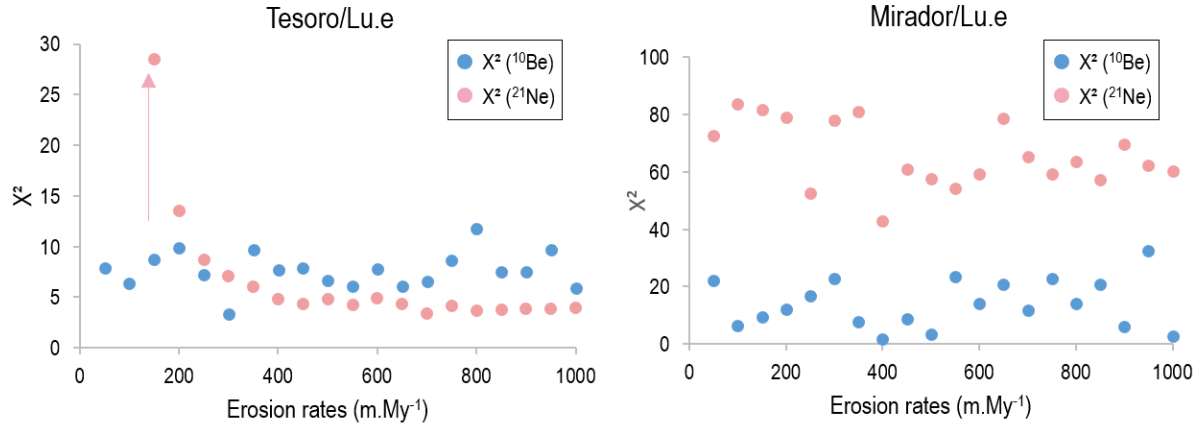 Tesoro/Lu.e
30
25
20
15
10
5
0
0 200 400 600 800 1000
X²
Erosion rates (m.My⁻¹)
X² (¹⁰Be)
X² (²¹Ne)
Mirador/Lu.e
100
80
60
40
20
0
0 200 400 600 800 1000
X²
Erosion rates (m.My⁻¹)
X² (¹⁰Be)
X² (²¹Ne)